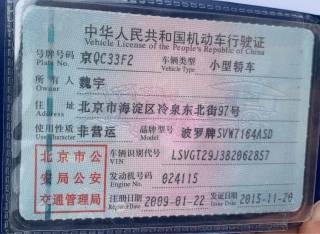 中华人民共和国机动车行驶证
Vehicle License of the People's Republic of China
号牌号码 京QC33F2 车辆类型 小型轿车
Plate No. Vehicle Type
所有人 魏宇
Owner
住址 北京市海淀区冷泉东北街97号
Address
使用性质 非营运 品牌型号 波罗牌SVW7164ASD
Use Character Model
北京市公
安局公安
交通管理局
车辆识别代号 LSVGT29J382062857
VIN
发动机号码 024115
Engine No.
注册日期 2009-01-22 发证日期 2015-11-20
Register Date Issue Date